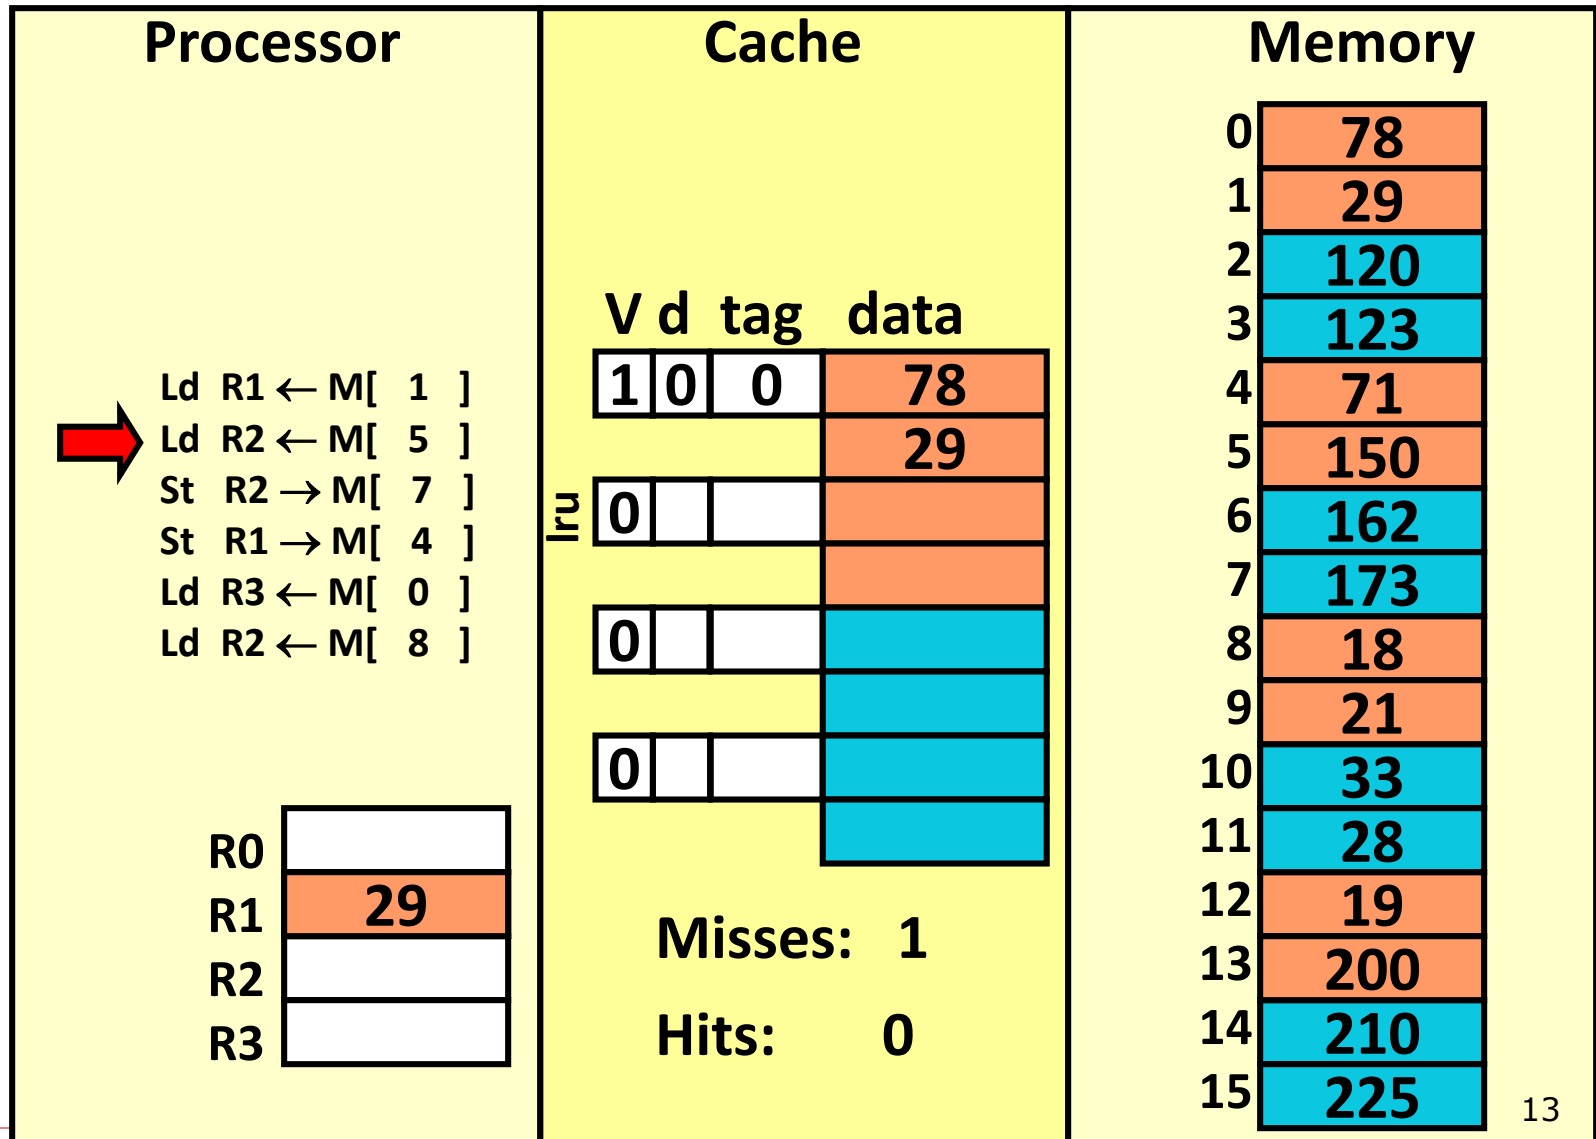 Processor
Ld R1 ← M[ 1 ]
Ld R2 ← M[ 5 ]
St R2 → M[ 7 ]
St R1 → M[ 4 ]
Ld R3 ← M[ 0 ]
Ld R2 ← M[ 8 ]
R0
R1 29
R2
R3
Cache
V d tag data
1 0 0 78
29
lru 0
0
0
Misses: 1
Hits: 0
Memory
0 78
1 29
2 120
3 123
4 71
5 150
6 162
7 173
8 18
9 21
10 33
11 28
12 19
13 200
14 210
15 225
13